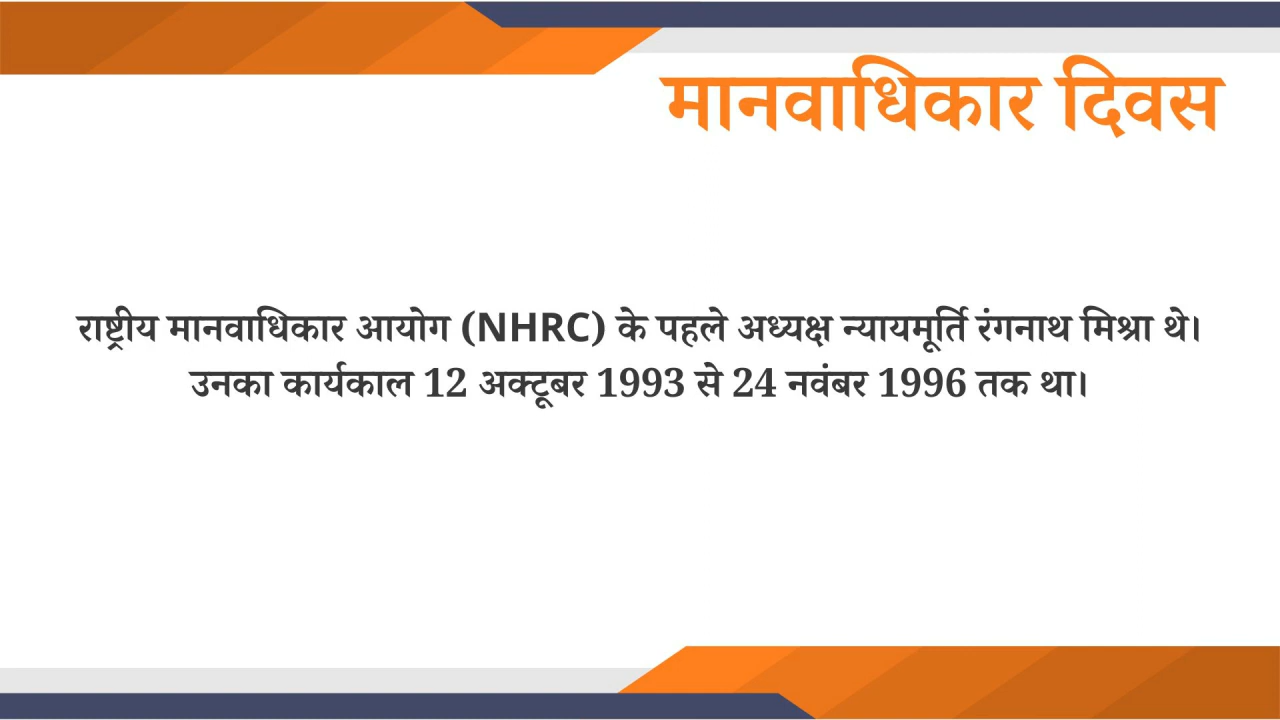 मानवाधिकार दिवस
राष्ट्रीय मानवाधिकार आयोग (NHRC) के पहले अध्यक्ष न्यायमूर्ति रंगनाथ मिश्रा थे।
उनका कार्यकाल 12 अक्टूबर 1993 से 24 नवंबर 1996 तक था।